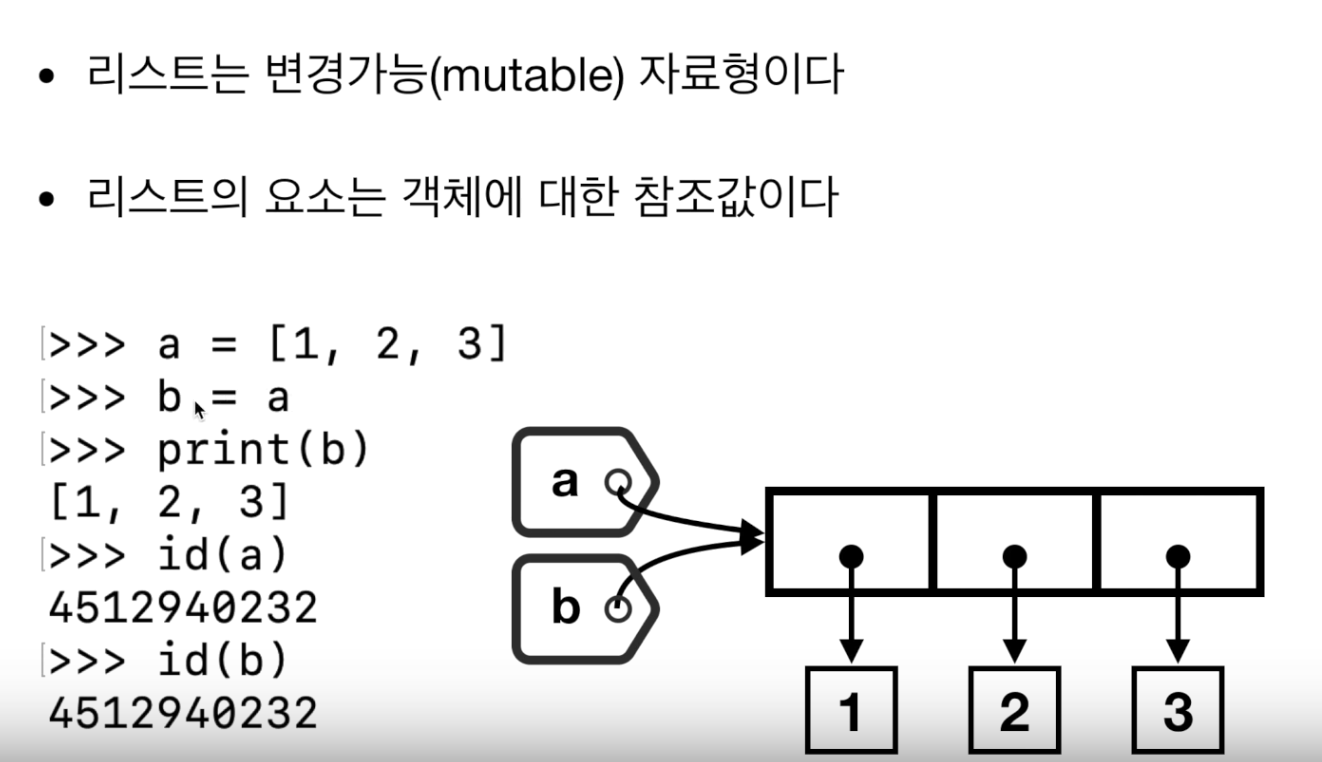 • 리스트는 변경가능(mutable) 자료형이다
• 리스트의 요소는 객체에 대한 참조값이다
>>> a = [1, 2, 3]
>>> b = a
>>> print(b)
[1, 2, 3]
>>> id(a)
4512940232
>>> id(b)
4512940232
a
b
1 2 3